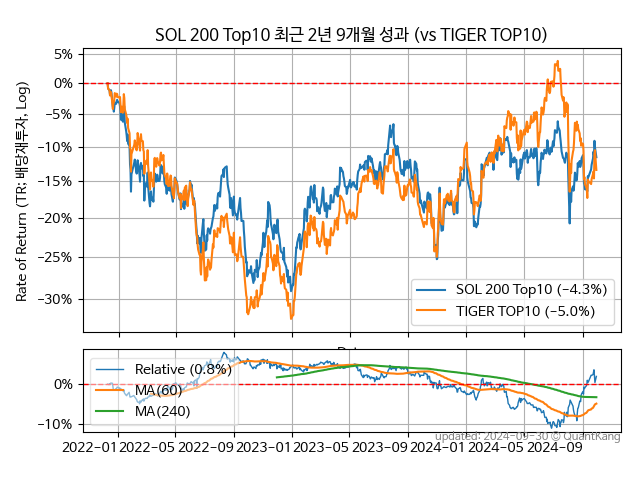 SOL 200 Top10 최근 2년 9개월 성과 (vs TIGER TOP10)
Rate of Return (TR: 배당재투자, Log)
5%
0%
−5%
−10%
−15%
−20%
−25%
−30%
SOL 200 Top10 (−4.3%)
TIGER TOP10 (−5.0%)
Relative (0.8%)
MA(60)
MA(240)
0%
−10%
2022-01
2022-05
2022-09
2023-01
2023-05
2023-09
2024-01
2024-05
2024-09
updated: 2024-09-30 © QuantKang